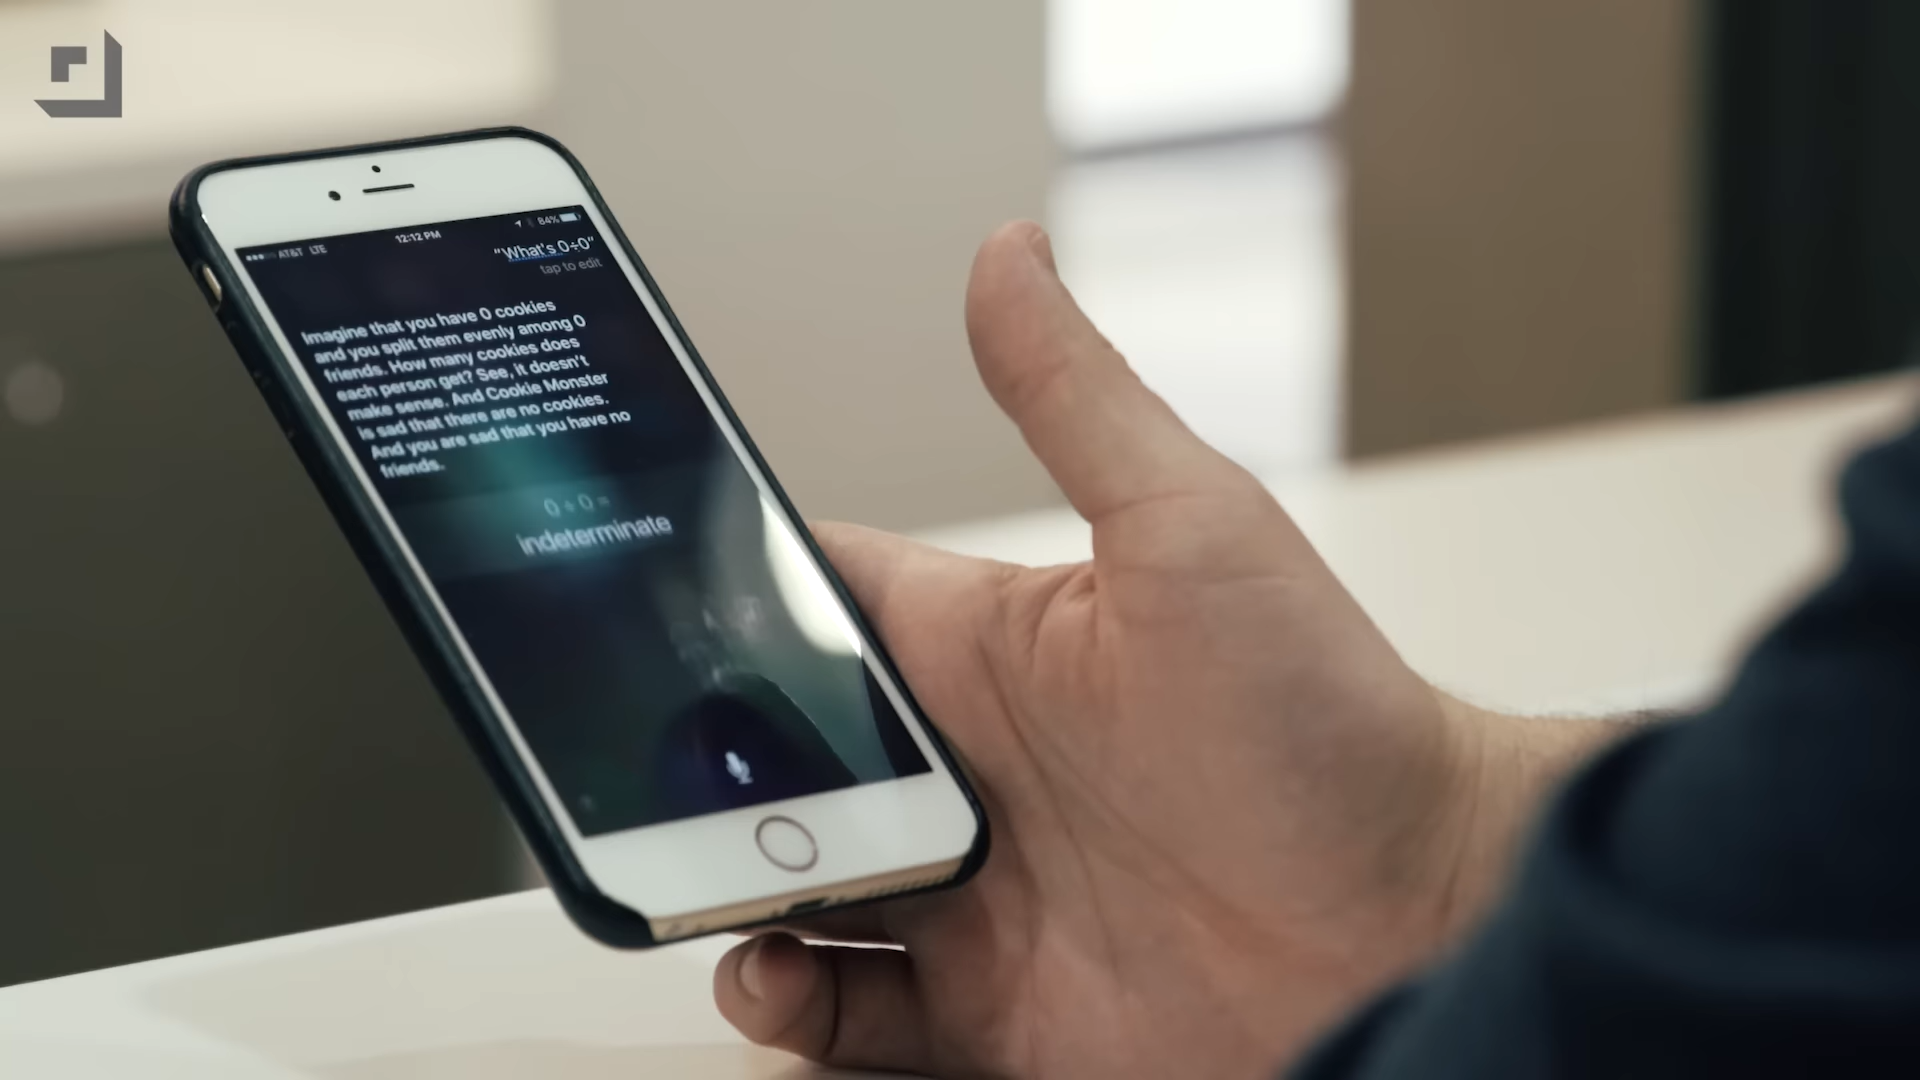 AT&T LTE 12:12 PM 84%
"What's 0÷0"
tap to edit
Imagine that you have 0 cookies
and you split them evenly among 0
friends. How many cookies does
each person get? See, it doesn't
make sense. And Cookie Monster
is sad that there are no cookies.
And you are sad that you have no
friends.
0 ÷ 0 =
indeterminate